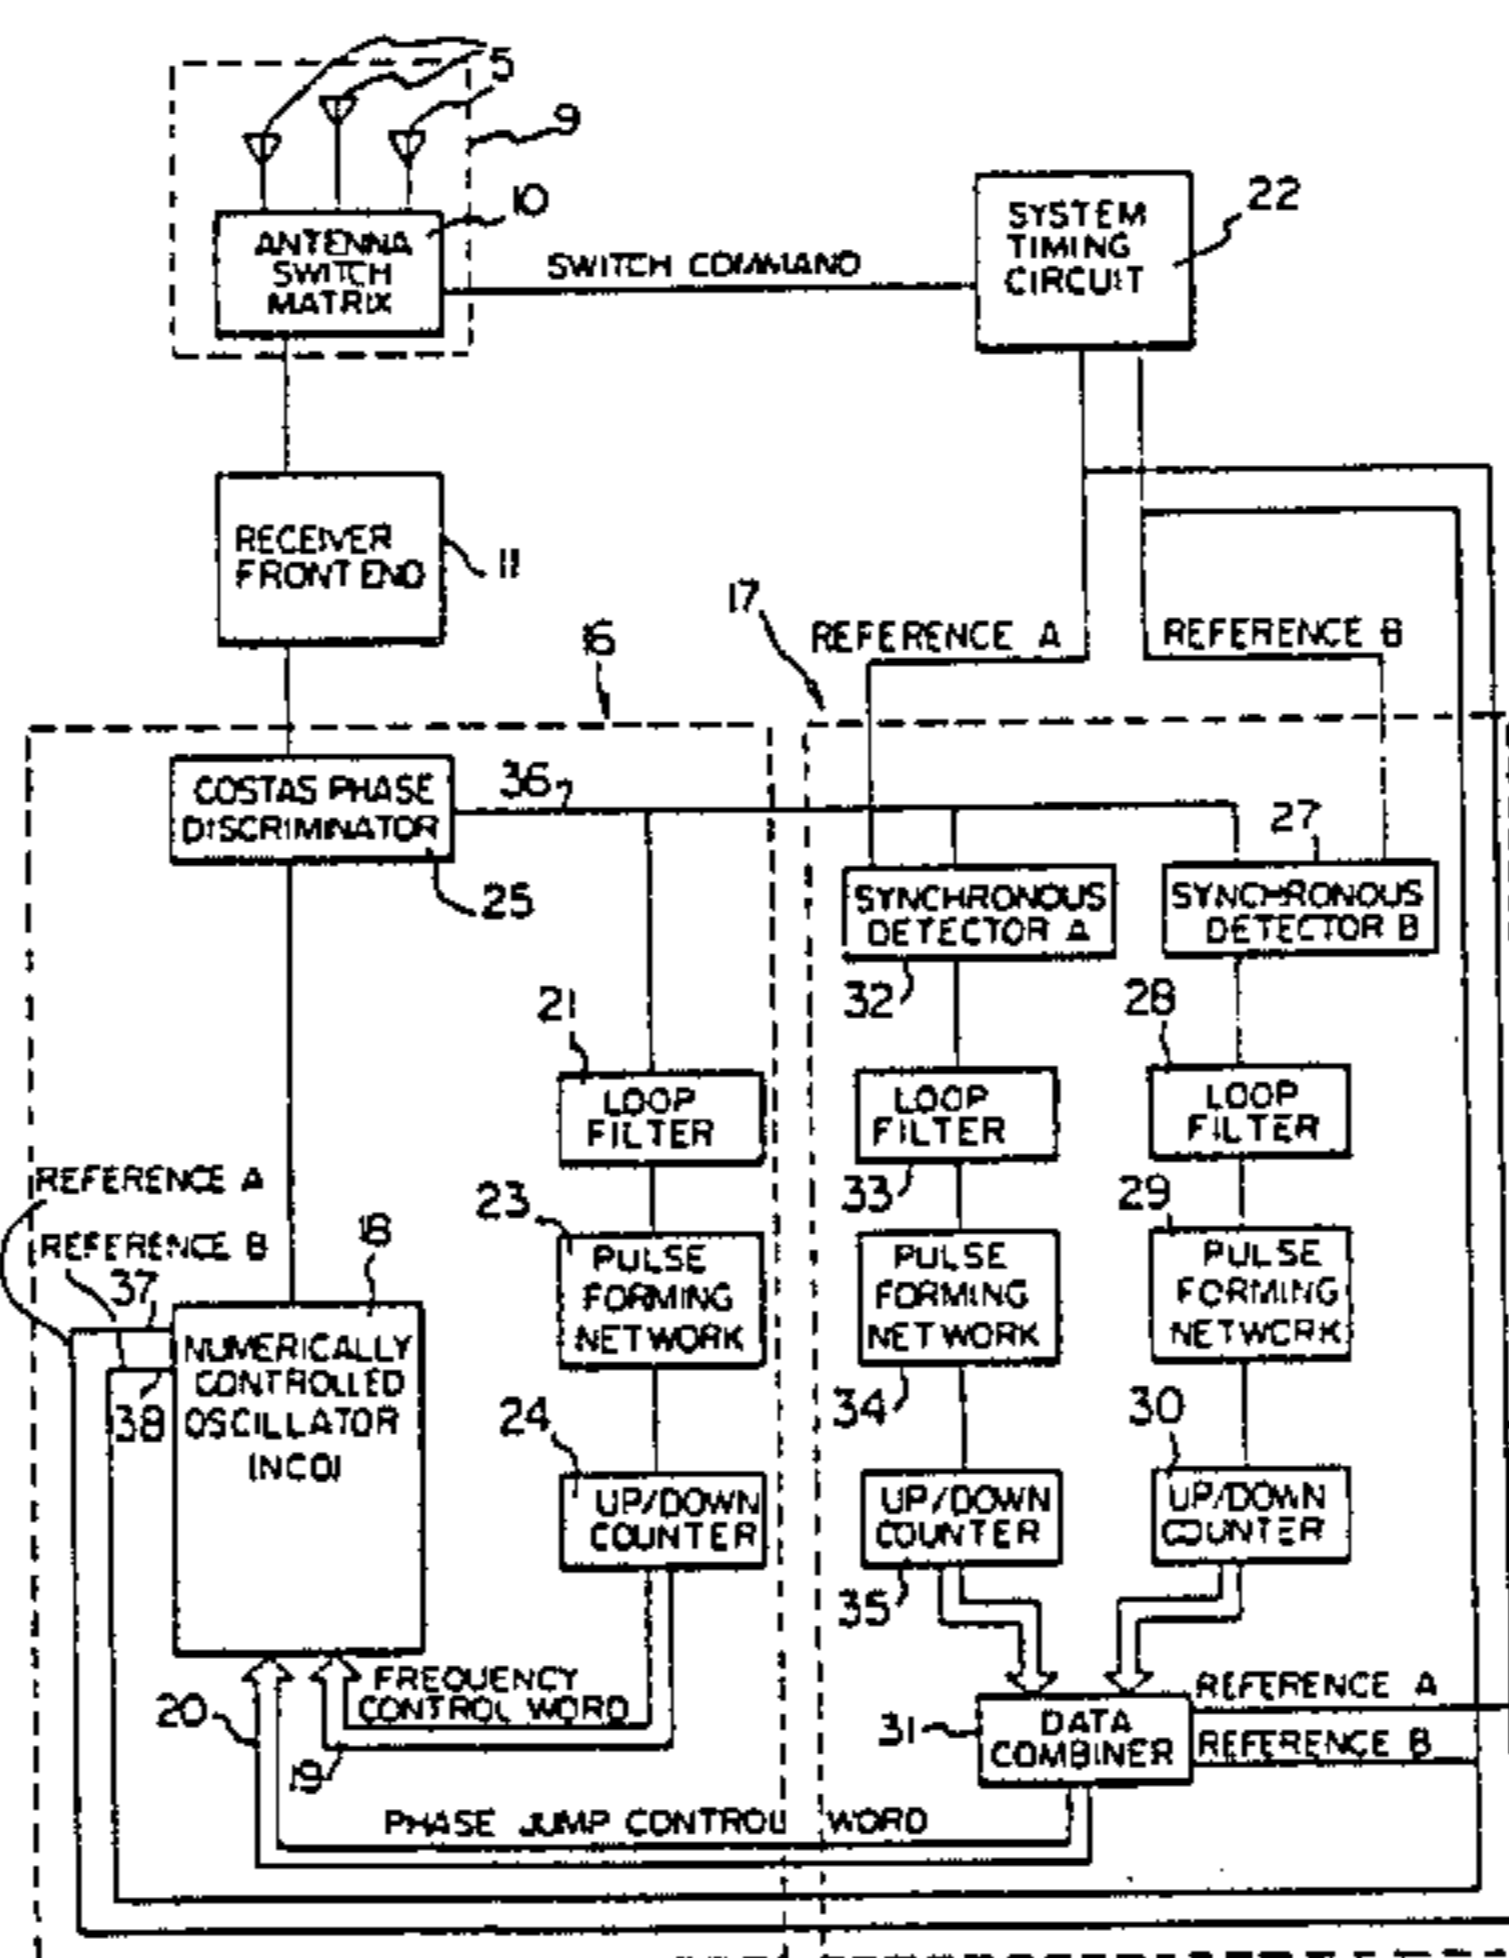 5
9
10
ANTENNA
SWITCH
MATRIX
SWITCH COMMAND
SYSTEM
TIMING
CIRCUIT
22
RECEIVER
FRONT END
11
16
17
REFERENCE A
REFERENCE B
COSTAS PHASE
DISCRIMINATOR
36
25
27
SYNCHRONOUS
DETECTOR A
SYNCHRONOUS
DETECTOR B
32
28
21
LOOP
FILTER
LOOP
FILTER
LOOP
FILTER
33
29
REFERENCE A
REFERENCE B
37
38
18
23
PULSE
FORMING
NETWORK
PULSE
FORMING
NETWORK
PULSE
FORMING
NETWORK
NUMERICALLY
CONTROLLED
OSCILLATOR
(NCO)
24
34
30
UP/DOWN
COUNTER
UP/DOWN
COUNTER
UP/DOWN
COUNTER
35
FREQUENCY
CONTROL WORD
20
19
31
DATA
COMBINER
REFERENCE A
REFERENCE B
PHASE JUMP CONTROL WORD